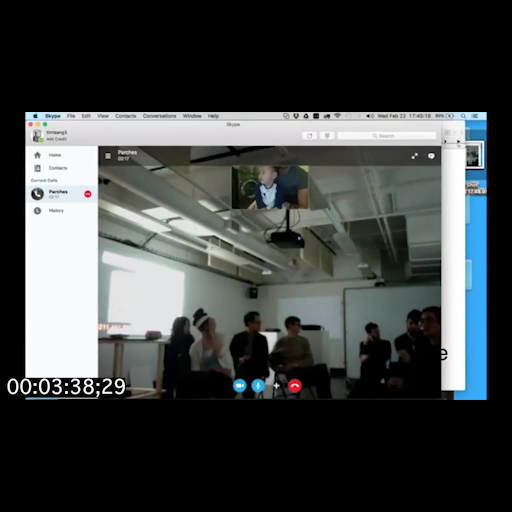 Skype File Edit View Contacts Conversations Window Help
Wed Feb 22 17:45:18
Skype
Add Credit
Search
Home
Contacts
Current Calls
Parches
02:17
History
Parches
02:17
e
00:03:38;29